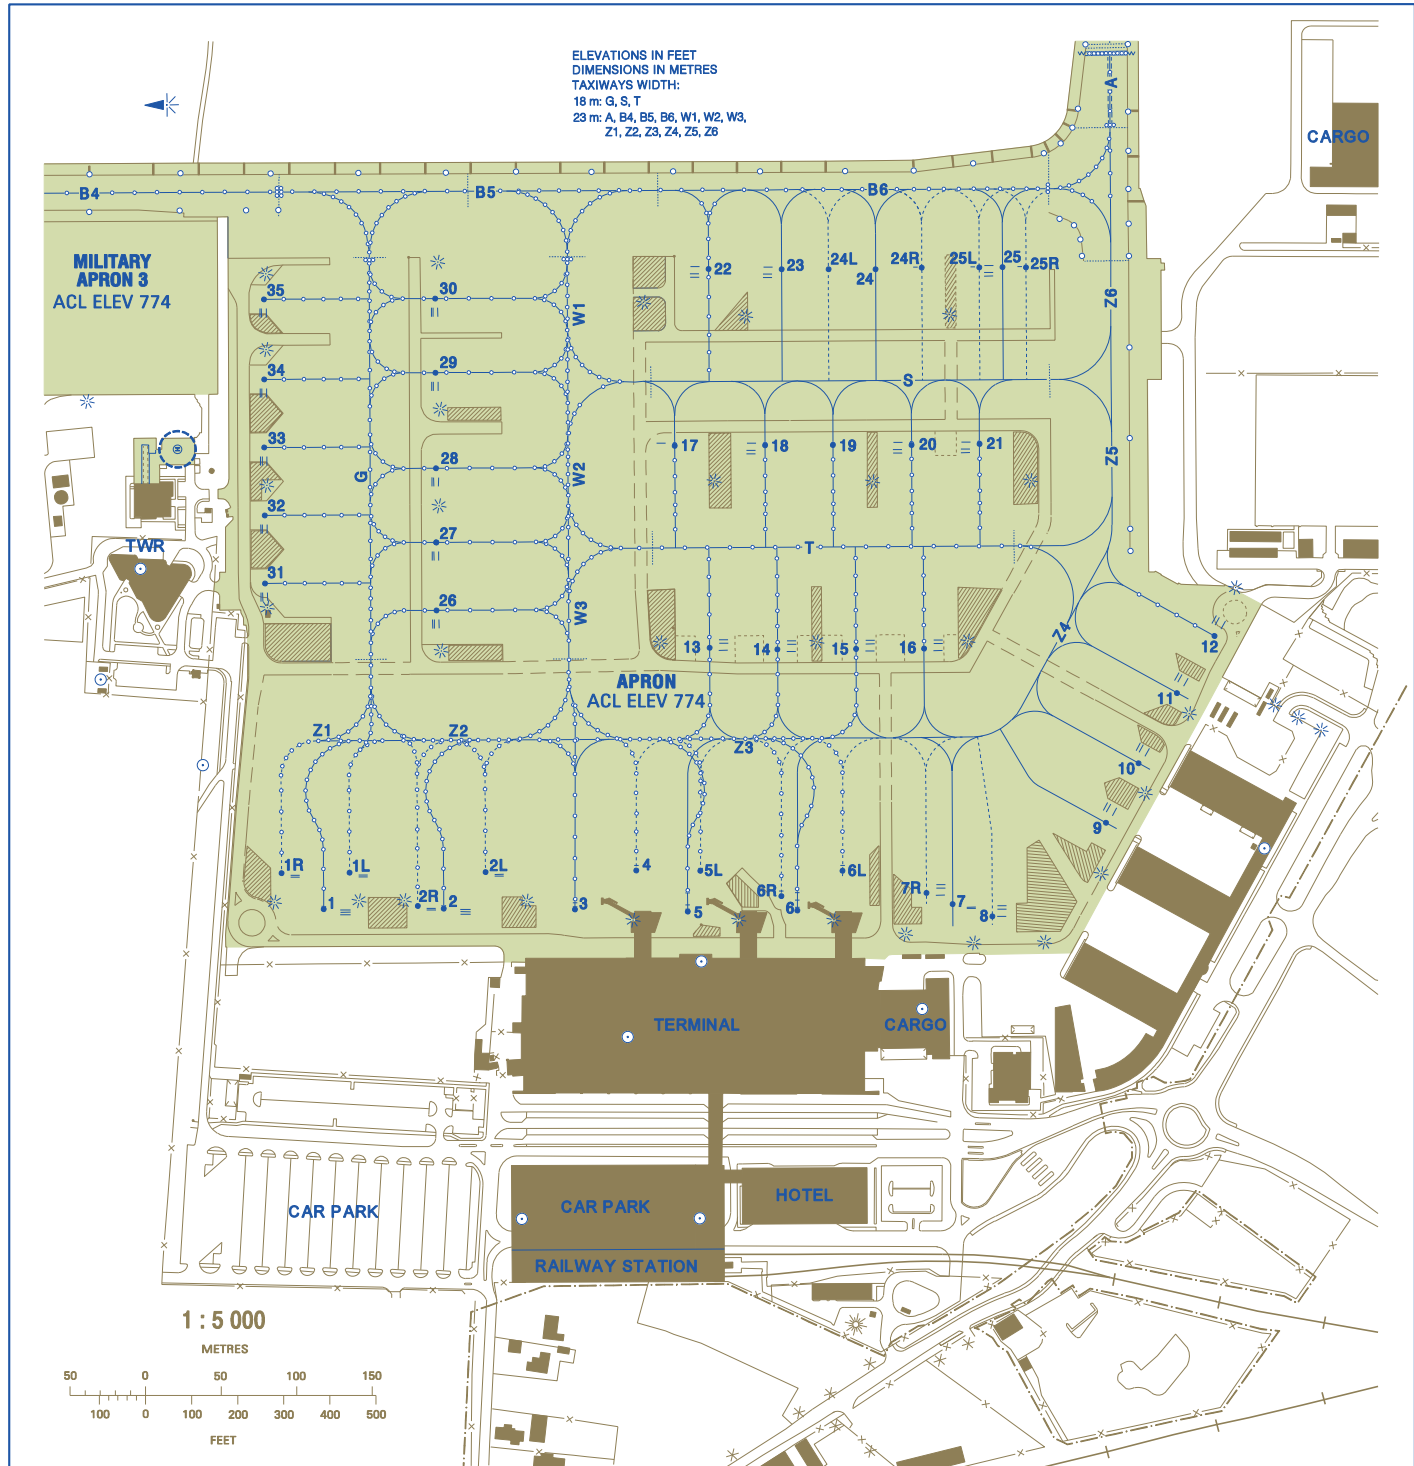 ELEVATIONS IN FEET
DIMENSIONS IN METRES
TAXIWAYS WIDTH:
18 m: G, S, T
23 m: A, B4, B5, B6, W1, W2, W3,
Z1, Z2, Z3, Z4, Z5, Z6
A
CARGO
B4
B5
B6
MILITARY
APRON 3
ACL ELEV 774
35
30
22
23
24L
24
24R
25L
25
25R
W1
Z6
34
29
S
33
28
17
18
19
20
21
G
W2
Z5
32
27
T
TWR
31
26
W3
13
14
15
16
Z4
12
11
APRON
ACL ELEV 774
Z1
Z2
Z3
10
9
1R
1L
2L
4
5L
6L
1
2R
2
3
5
6R
6
7R
7
8
TERMINAL
CARGO
CAR PARK
CAR PARK
HOTEL
RAILWAY STATION
1 : 5 000
METRES
50 0 50 100 150
100 0 100 200 300 400 500
FEET